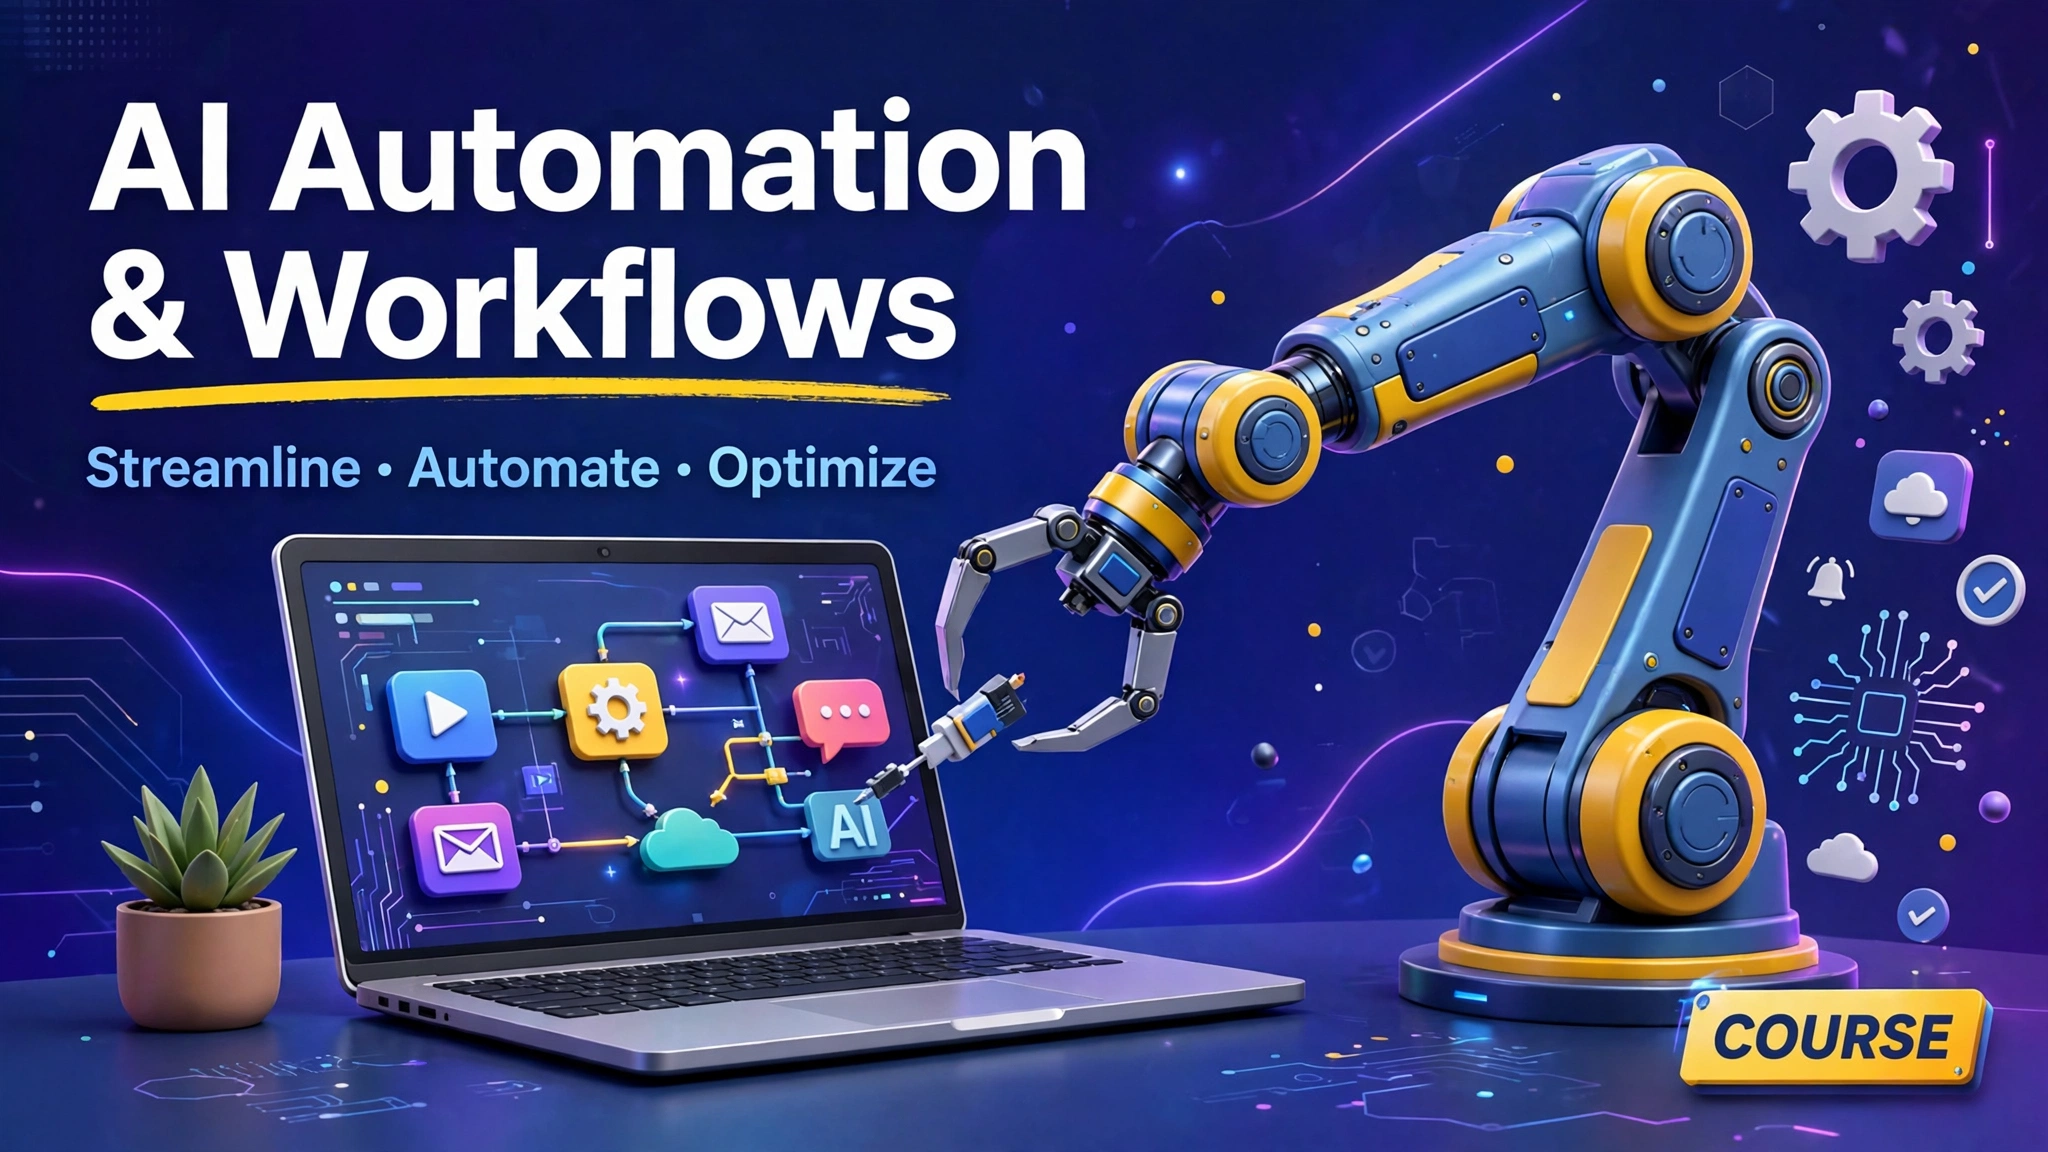 AI Automation
& Workflows
Streamline • Automate • Optimize
AI
COURSE